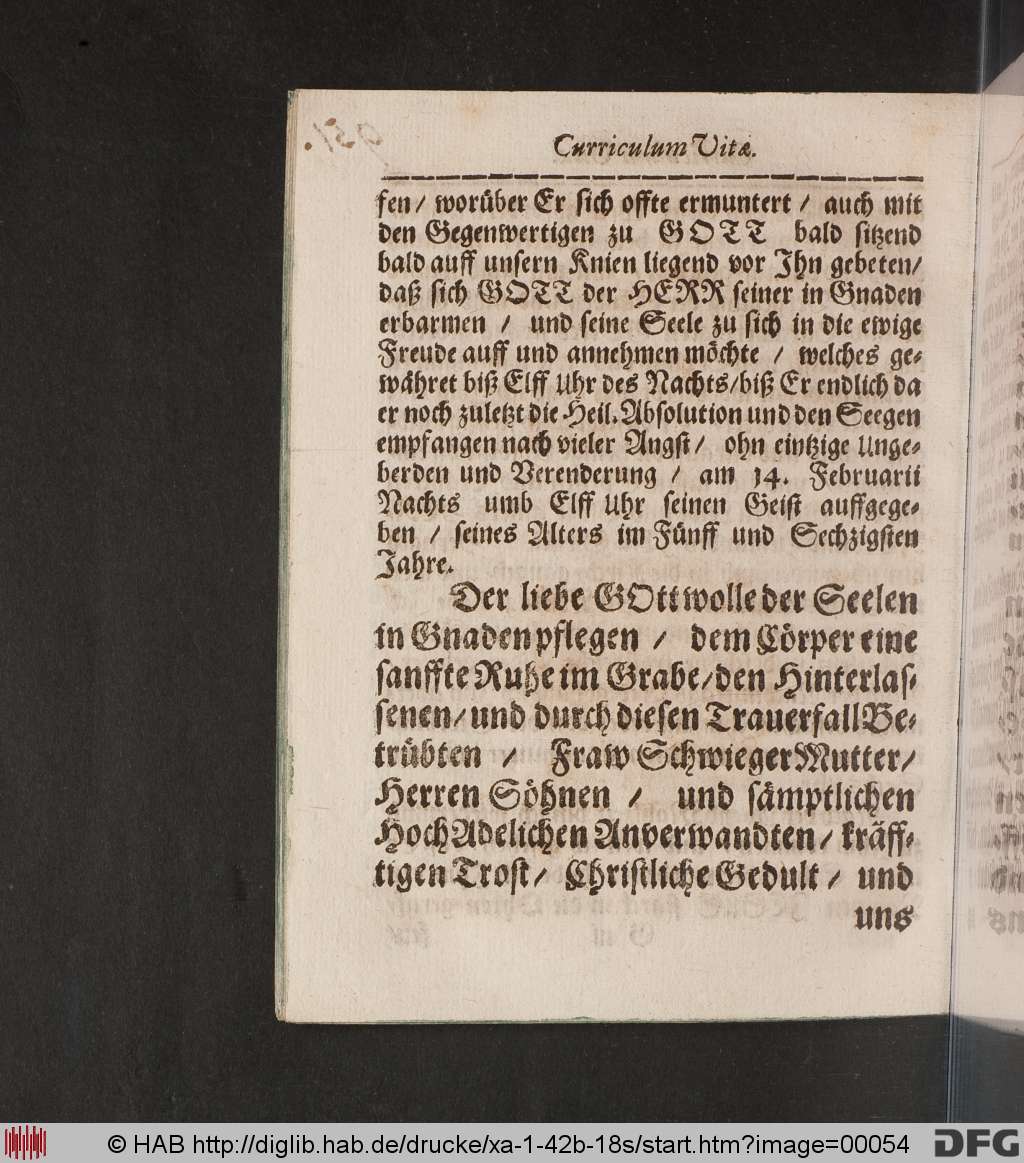 Curriculum Vitæ.
fen / worüber Er sich offte ermuntert / auch mit
den Gegenwertigen zu GOTT bald sitzend
bald auff unsern Knien liegend vor Ihn gebeten /
daß sich GOTT der HERR seiner in Gnaden
erbarmen / und seine Seele zu sich in die ewige
Freude auff und annehmen möchte / welches ge-
währet biß Elff Uhr des Nachts / biß Er endlich da
er noch zuletzt die Heil. Absolution und den Seegen
empfangen nach vieler Angst / ohn eintzige Unge-
berden und Verenderung / am 14. Februarii
Nachts umb Elff Uhr seinen Geist auffgege-
ben / seines Alters im Fünff und Sechzigsten
Jahre.
Der liebe GOtt wolle der Seelen
in Gnaden pflegen / dem Cörper eine
sanffte Ruhe im Grabe / den Hinterlas-
senen / und durch diesen Trauerfall Be-
trübten / Fraw SchwiegerMutter /
Herren Söhnen / und sämptlichen
HochAdelichen Anverwandten / kräff-
tigen Trost / Christliche Gedult / und
uns
© HAB http://diglib.hab.de/drucke/xa-1-42b-18s/start.htm?image=00054
DFG